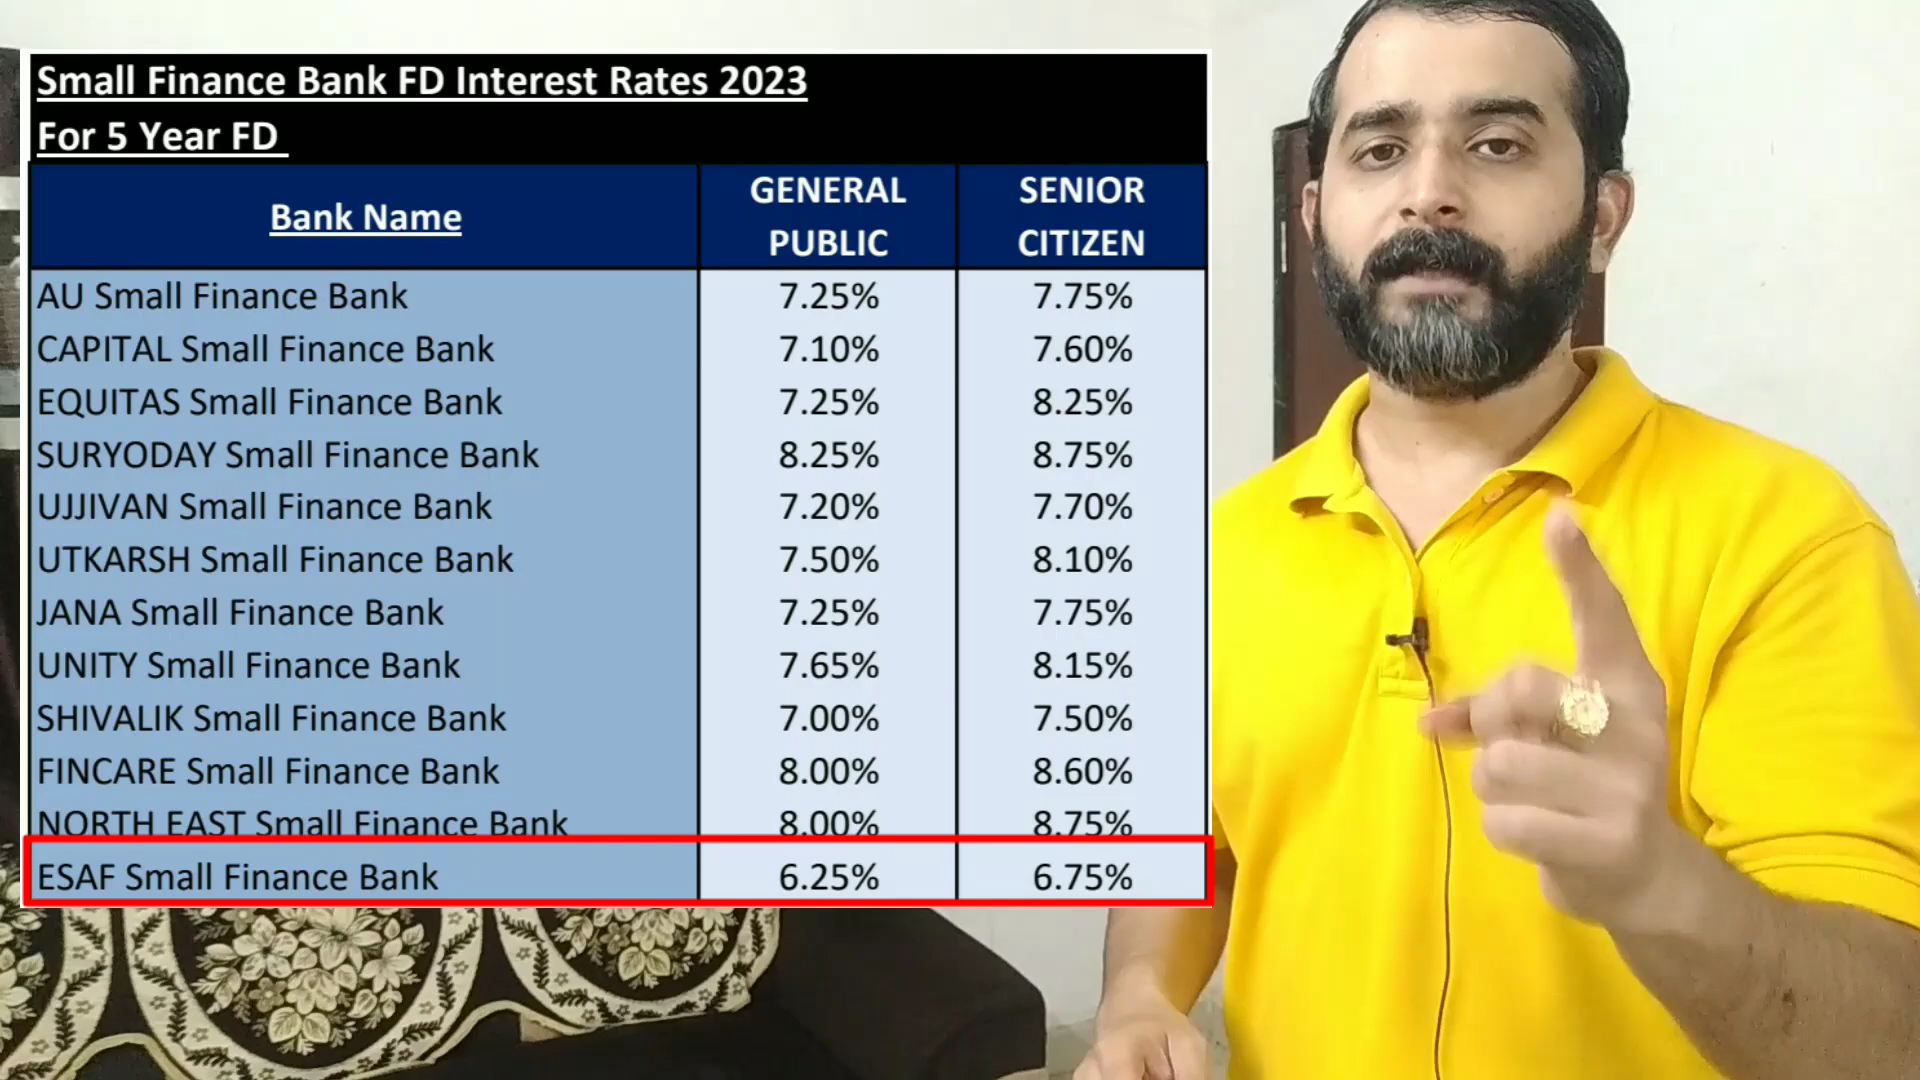 Small Finance Bank FD Interest Rates 2023
For 5 Year FD
Bank Name GENERAL PUBLIC SENIOR CITIZEN
AU Small Finance Bank 7.25% 7.75%
CAPITAL Small Finance Bank 7.10% 7.60%
EQUITAS Small Finance Bank 7.25% 8.25%
SURYODAY Small Finance Bank 8.25% 8.75%
UJJIVAN Small Finance Bank 7.20% 7.70%
UTKARSH Small Finance Bank 7.50% 8.10%
JANA Small Finance Bank 7.25% 7.75%
UNITY Small Finance Bank 7.65% 8.15%
SHIVALIK Small Finance Bank 7.00% 7.50%
FINCARE Small Finance Bank 8.00% 8.60%
NORTH EAST Small Finance Bank 8.00% 8.75%
ESAF Small Finance Bank 6.25% 6.75%